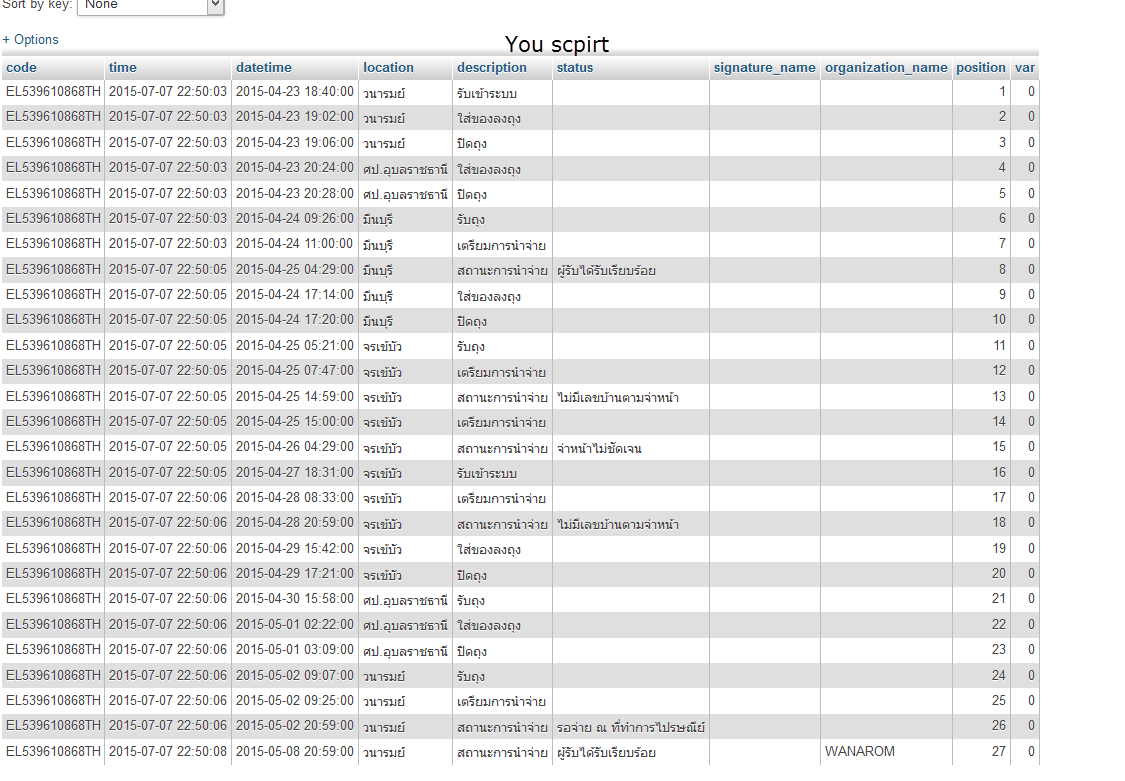 Sort by key: None
+ Options
You scpirt
code time datetime location description status signature_name organization_name position var
EL539610868TH 2015-07-07 22:50:03 2015-04-23 18:40:00 วนารมย์ รับเข้าระบบ 1 0
EL539610868TH 2015-07-07 22:50:03 2015-04-23 19:02:00 วนารมย์ ใส่ของลงถุง 2 0
EL539610868TH 2015-07-07 22:50:03 2015-04-23 19:06:00 วนารมย์ ปิดถุง 3 0
EL539610868TH 2015-07-07 22:50:03 2015-04-23 20:24:00 ศป.อุบลราชธานี ใส่ของลงถุง 4 0
EL539610868TH 2015-07-07 22:50:03 2015-04-23 20:28:00 ศป.อุบลราชธานี ปิดถุง 5 0
EL539610868TH 2015-07-07 22:50:03 2015-04-24 09:26:00 มีนบุรี รับถุง 6 0
EL539610868TH 2015-07-07 22:50:03 2015-04-24 11:00:00 มีนบุรี เตรียมการนำจ่าย 7 0
EL539610868TH 2015-07-07 22:50:05 2015-04-25 04:29:00 มีนบุรี สถานะการนำจ่าย ผู้รับได้รับเรียบร้อย 8 0
EL539610868TH 2015-07-07 22:50:05 2015-04-24 17:14:00 มีนบุรี ใส่ของลงถุง 9 0
EL539610868TH 2015-07-07 22:50:05 2015-04-24 17:20:00 มีนบุรี ปิดถุง 10 0
EL539610868TH 2015-07-07 22:50:05 2015-04-25 05:21:00 จรเข้บัว รับถุง 11 0
EL539610868TH 2015-07-07 22:50:05 2015-04-25 07:47:00 จรเข้บัว เตรียมการนำจ่าย 12 0
EL539610868TH 2015-07-07 22:50:05 2015-04-25 14:59:00 จรเข้บัว สถานะการนำจ่าย ไม่มีเลขบ้านตามจ่าหน้า 13 0
EL539610868TH 2015-07-07 22:50:05 2015-04-25 15:00:00 จรเข้บัว เตรียมการนำจ่าย 14 0
EL539610868TH 2015-07-07 22:50:05 2015-04-26 04:29:00 จรเข้บัว สถานะการนำจ่าย จ่าหน้าไม่ชัดเจน 15 0
EL539610868TH 2015-07-07 22:50:05 2015-04-27 18:31:00 จรเข้บัว รับเข้าระบบ 16 0
EL539610868TH 2015-07-07 22:50:06 2015-04-28 08:33:00 จรเข้บัว เตรียมการนำจ่าย 17 0
EL539610868TH 2015-07-07 22:50:06 2015-04-28 20:59:00 จรเข้บัว สถานะการนำจ่าย ไม่มีเลขบ้านตามจ่าหน้า 18 0
EL539610868TH 2015-07-07 22:50:06 2015-04-29 15:42:00 จรเข้บัว ใส่ของลงถุง 19 0
EL539610868TH 2015-07-07 22:50:06 2015-04-29 17:21:00 จรเข้บัว ปิดถุง 20 0
EL539610868TH 2015-07-07 22:50:06 2015-04-30 15:58:00 ศป.อุบลราชธานี รับถุง 21 0
EL539610868TH 2015-07-07 22:50:06 2015-05-01 02:22:00 ศป.อุบลราชธานี ใส่ของลงถุง 22 0
EL539610868TH 2015-07-07 22:50:06 2015-05-01 03:09:00 ศป.อุบลราชธานี ปิดถุง 23 0
EL539610868TH 2015-07-07 22:50:06 2015-05-02 09:07:00 วนารมย์ รับถุง 24 0
EL539610868TH 2015-07-07 22:50:06 2015-05-02 09:25:00 วนารมย์ เตรียมการนำจ่าย 25 0
EL539610868TH 2015-07-07 22:50:06 2015-05-02 20:59:00 วนารมย์ สถานะการนำจ่าย รอจ่าย ณ ที่ทำการไปรษณีย์ 26 0
EL539610868TH 2015-07-07 22:50:08 2015-05-08 20:59:00 วนารมย์ สถานะการนำจ่าย ผู้รับได้รับเรียบร้อย WANAROM 27 0